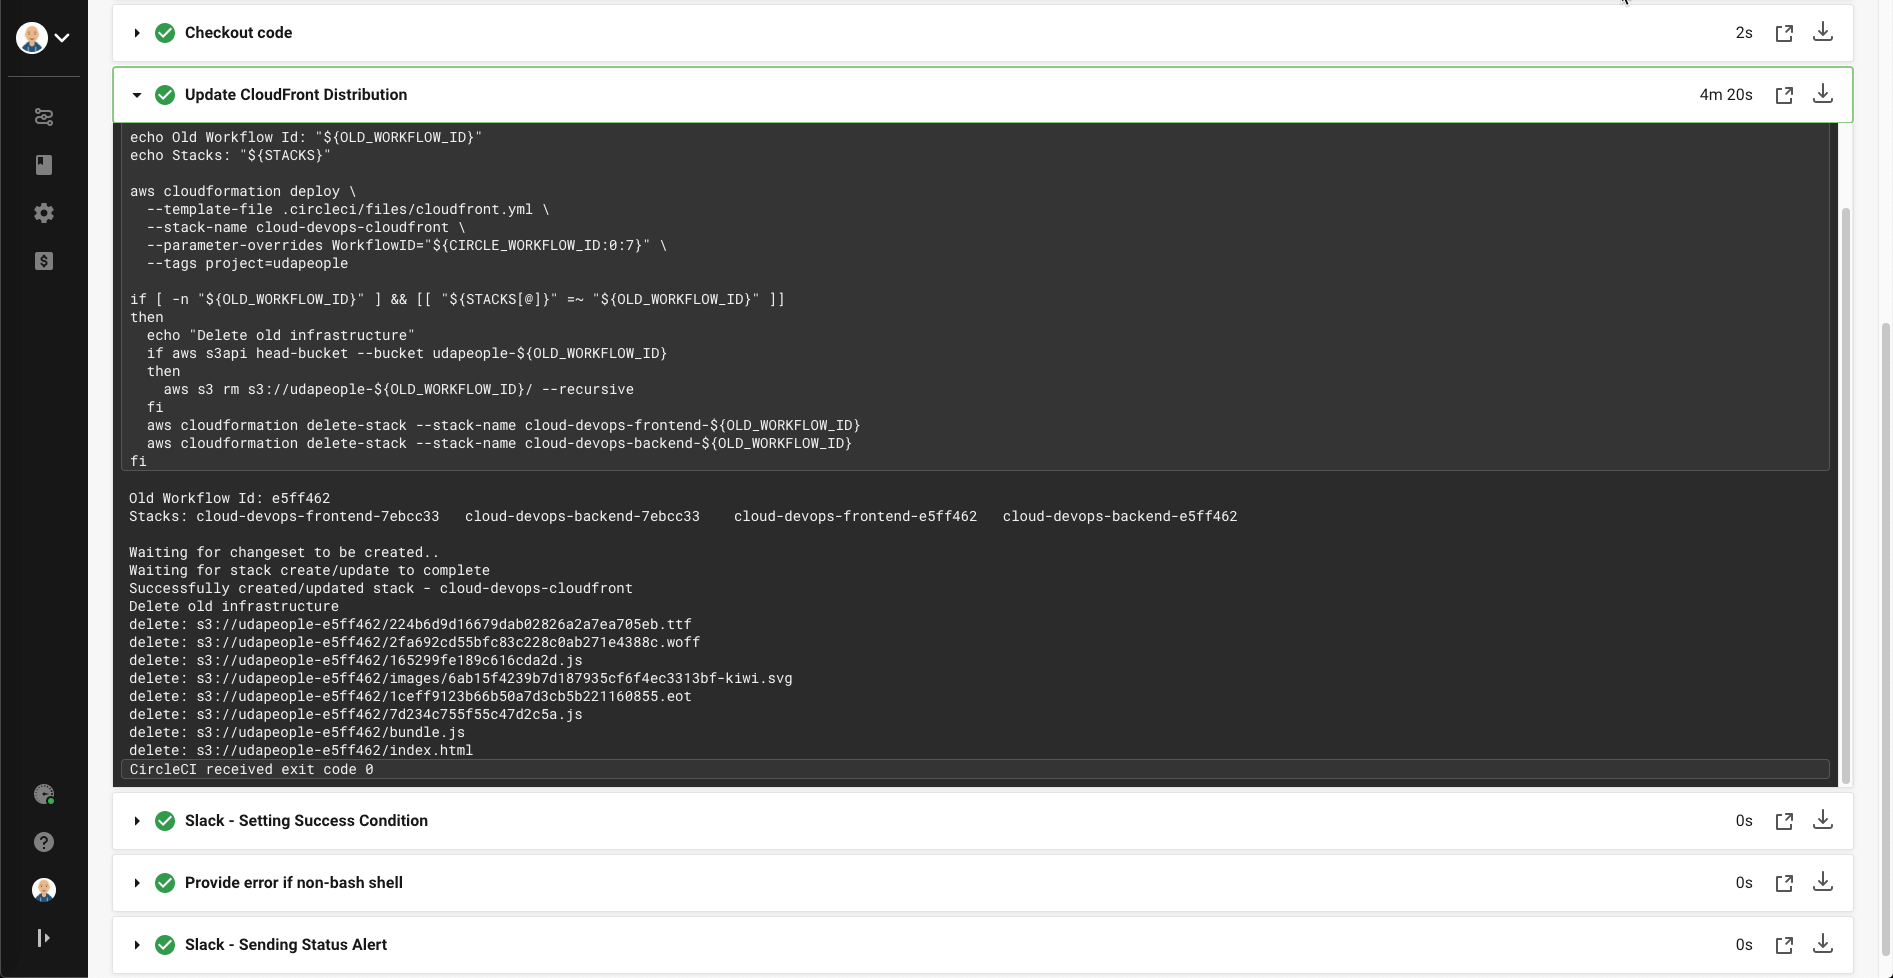 Checkout code
2s
Update CloudFront Distribution
4m 20s
echo Old Workflow Id: "${OLD_WORKFLOW_ID}"
echo Stacks: "${STACKS}"
aws cloudformation deploy \
--template-file .circleci/files/cloudfront.yml \
--stack-name cloud-devops-cloudfront \
--parameter-overrides WorkflowID="${CIRCLE_WORKFLOW_ID:0:7}" \
--tags project=udapeople
if [ -n "${OLD_WORKFLOW_ID}" ] && [[ "${STACKS[@]}" =~ "${OLD_WORKFLOW_ID}" ]]
then
echo "Delete old infrastructure"
if aws s3api head-bucket --bucket udapeople-${OLD_WORKFLOW_ID}
then
aws s3 rm s3://udapeople-${OLD_WORKFLOW_ID}/ --recursive
fi
aws cloudformation delete-stack --stack-name cloud-devops-frontend-${OLD_WORKFLOW_ID}
aws cloudformation delete-stack --stack-name cloud-devops-backend-${OLD_WORKFLOW_ID}
fi
Old Workflow Id: e5ff462
Stacks: cloud-devops-frontend-7ebcc33 cloud-devops-backend-7ebcc33 cloud-devops-frontend-e5ff462 cloud-devops-backend-e5ff462
Waiting for changeset to be created..
Waiting for stack create/update to complete
Successfully created/updated stack - cloud-devops-cloudfront
Delete old infrastructure
delete: s3://udapeople-e5ff462/224b6d9d16679dab02826a2a7ea705eb.ttf
delete: s3://udapeople-e5ff462/2fa692cd55bfc83c228c0ab271e4388c.woff
delete: s3://udapeople-e5ff462/165299fe189c616cda2d.js
delete: s3://udapeople-e5ff462/images/6ab15f4239b7d187935cf6f4ec3313bf-kiwi.svg
delete: s3://udapeople-e5ff462/1ceff9123b66b50a7d3cb5b221160855.eot
delete: s3://udapeople-e5ff462/7d234c755f55c47d2c5a.js
delete: s3://udapeople-e5ff462/bundle.js
delete: s3://udapeople-e5ff462/index.html
CircleCI received exit code 0
Slack - Setting Success Condition
0s
Provide error if non-bash shell
0s
Slack - Sending Status Alert
0s